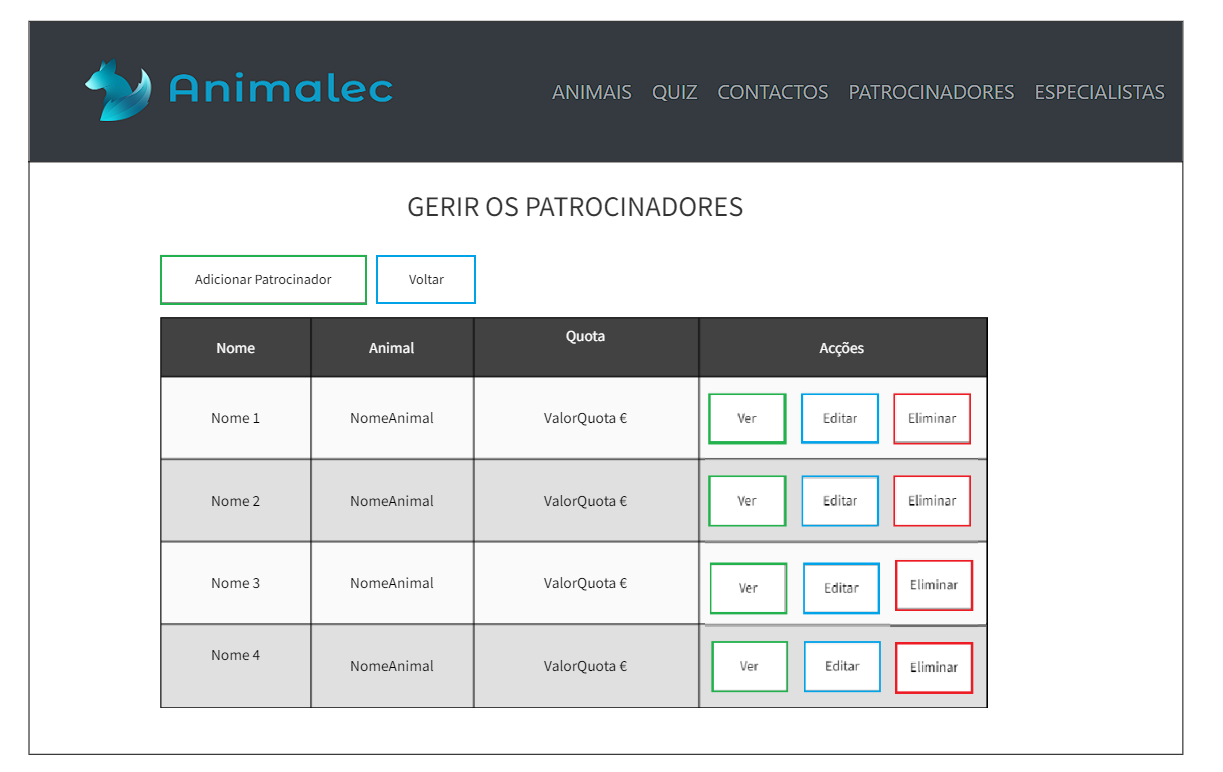 Animalec
ANIMAIS QUIZ CONTACTOS PATROCINADORES ESPECIALISTAS
GERIR OS PATROCINADORES
Adicionar Patrocinador Voltar
Nome Animal Quota Acções
Nome 1 NomeAnimal ValorQuota € Ver Editar Eliminar
Nome 2 NomeAnimal ValorQuota € Ver Editar Eliminar
Nome 3 NomeAnimal ValorQuota € Ver Editar Eliminar
Nome 4 NomeAnimal ValorQuota € Ver Editar Eliminar